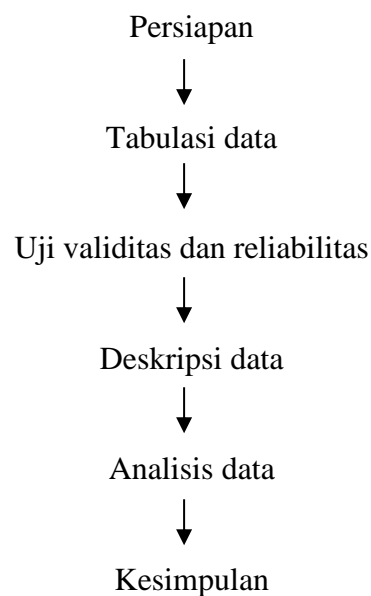 Persiapan
Tabulasi data
Uji validitas dan reliabilitas
Deskripsi data
Analisis data
Kesimpulan